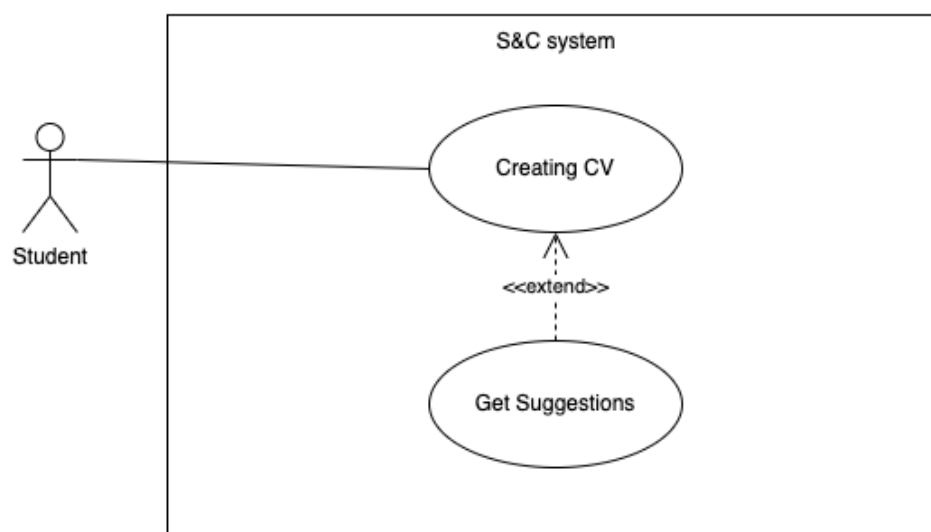 S&C system
Creating CV
Student
<<extend>>
Get Suggestions